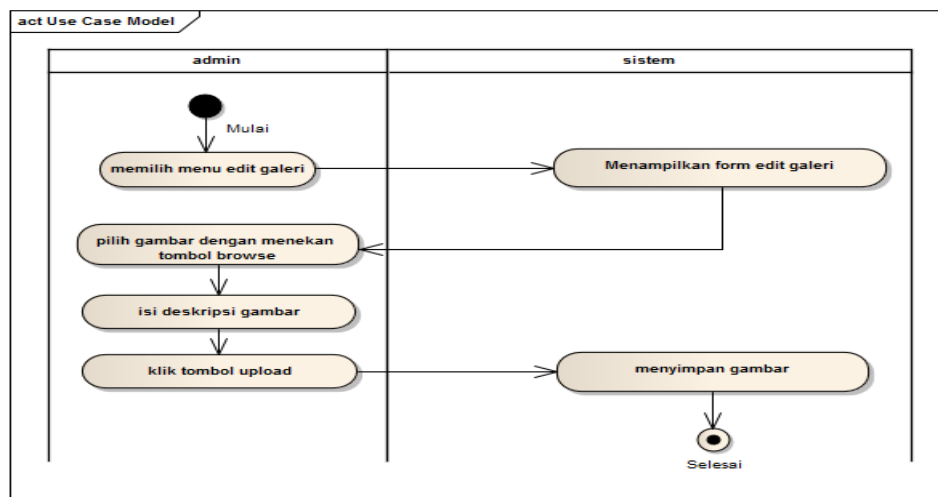 act Use Case Model
admin
sistem
Mulai
memilih menu edit galeri
Menampilkan form edit galeri
pilih gambar dengan menekan
tombol browse
isi deskripsi gambar
klik tombol upload
menyimpan gambar
Selesai